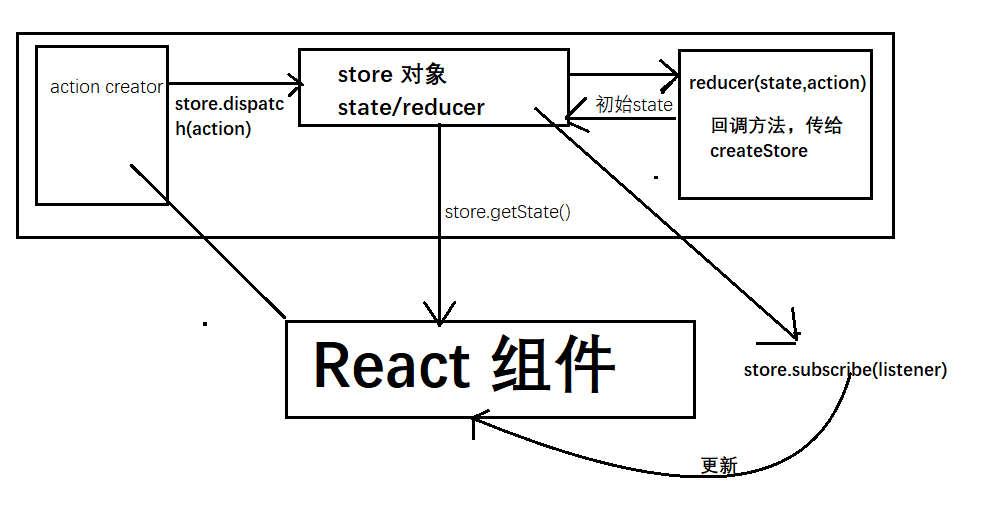 action creator
store.dispatc
h(action)
store 对象
state/reducer
初始state
reducer(state,action)
回调方法，传给
createStore
store.getState()
React 组件
store.subscribe(listener)
更新